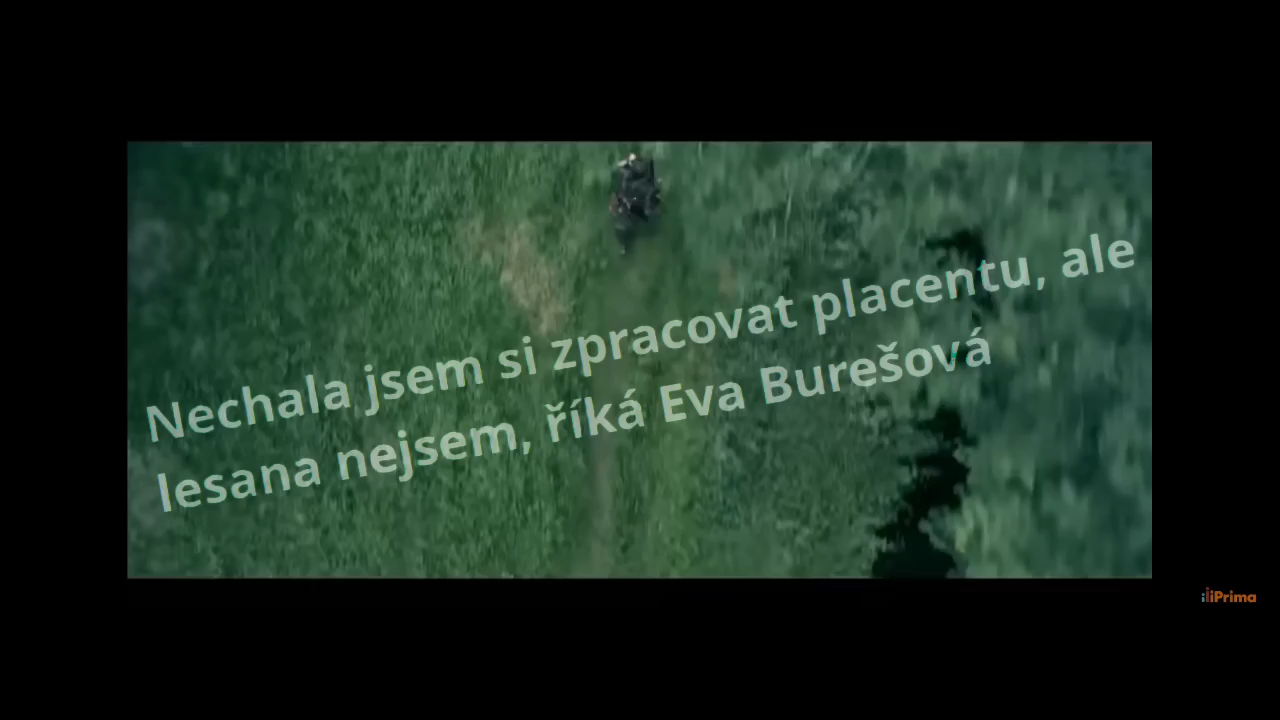 Nechala jsem si zpracovat placentu, ale
lesana nejsem, říká Eva Burešová
iPrima